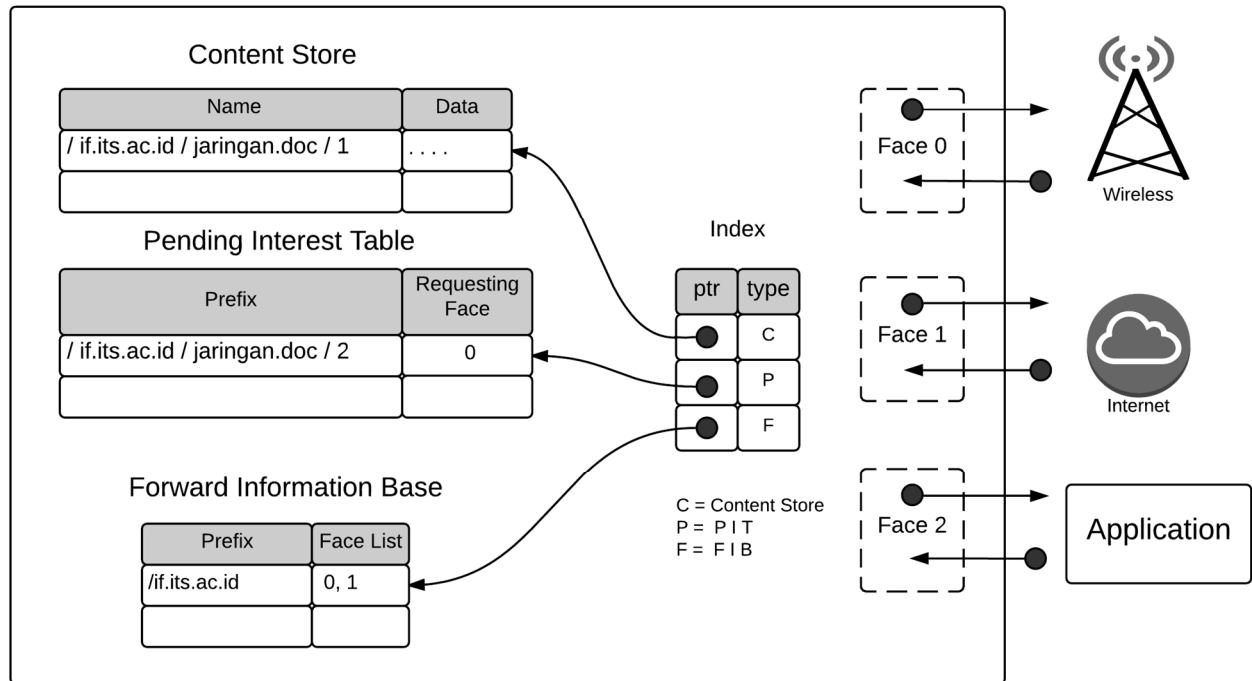 Content Store
Name Data
/ if.its.ac.id / jaringan.doc / 1 . . . .
Pending Interest Table
Prefix Requesting Face
/ if.its.ac.id / jaringan.doc / 2 0
Forward Information Base
Prefix Face List
/if.its.ac.id 0, 1
Index
ptr type
C
P
F
C = Content Store
P = P I T
F = F I B
Face 0
Face 1
Face 2
Wireless
Internet
Application